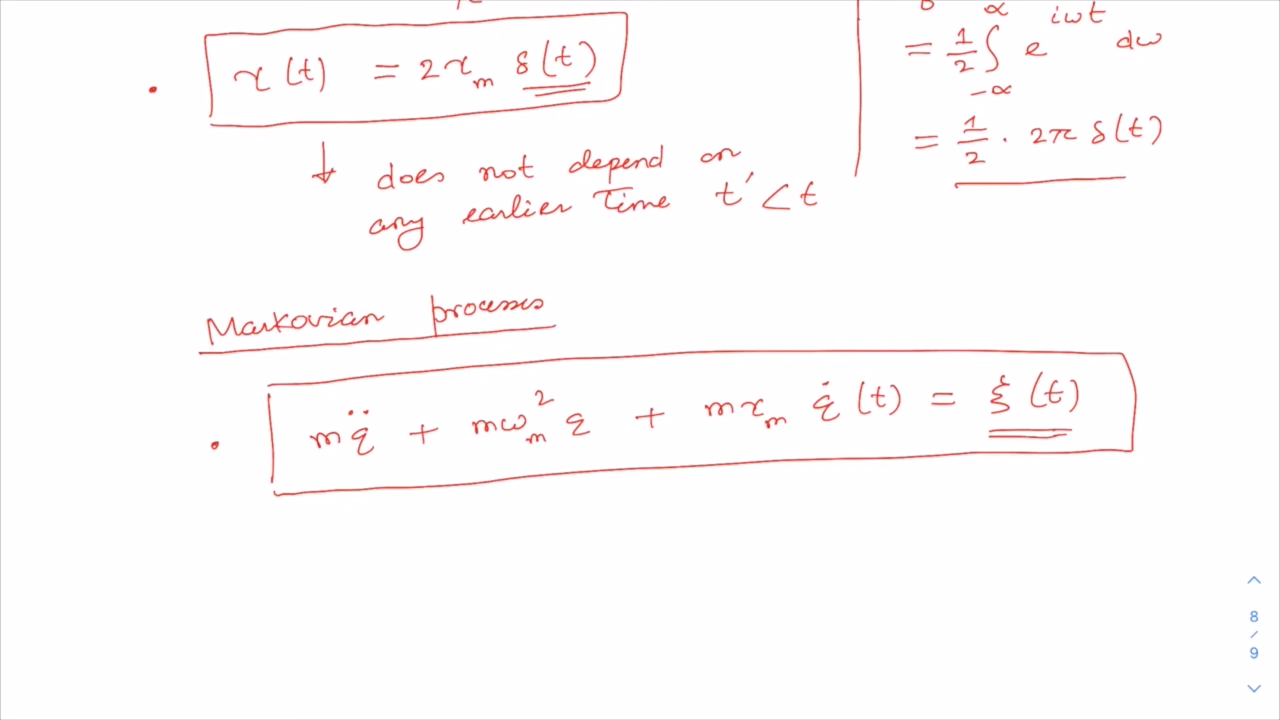 • γ(t) = 2γ_m δ(t)
↓ does not depend on
any earlier time t' < t
∞ iωt
= 1/2 ∫ e dω
-∞
= 1/2 . 2π δ(t)
Markovian processes
• m q̈ + mω_m² q + mγ_m q̇(t) = ξ(t)
8
/
9